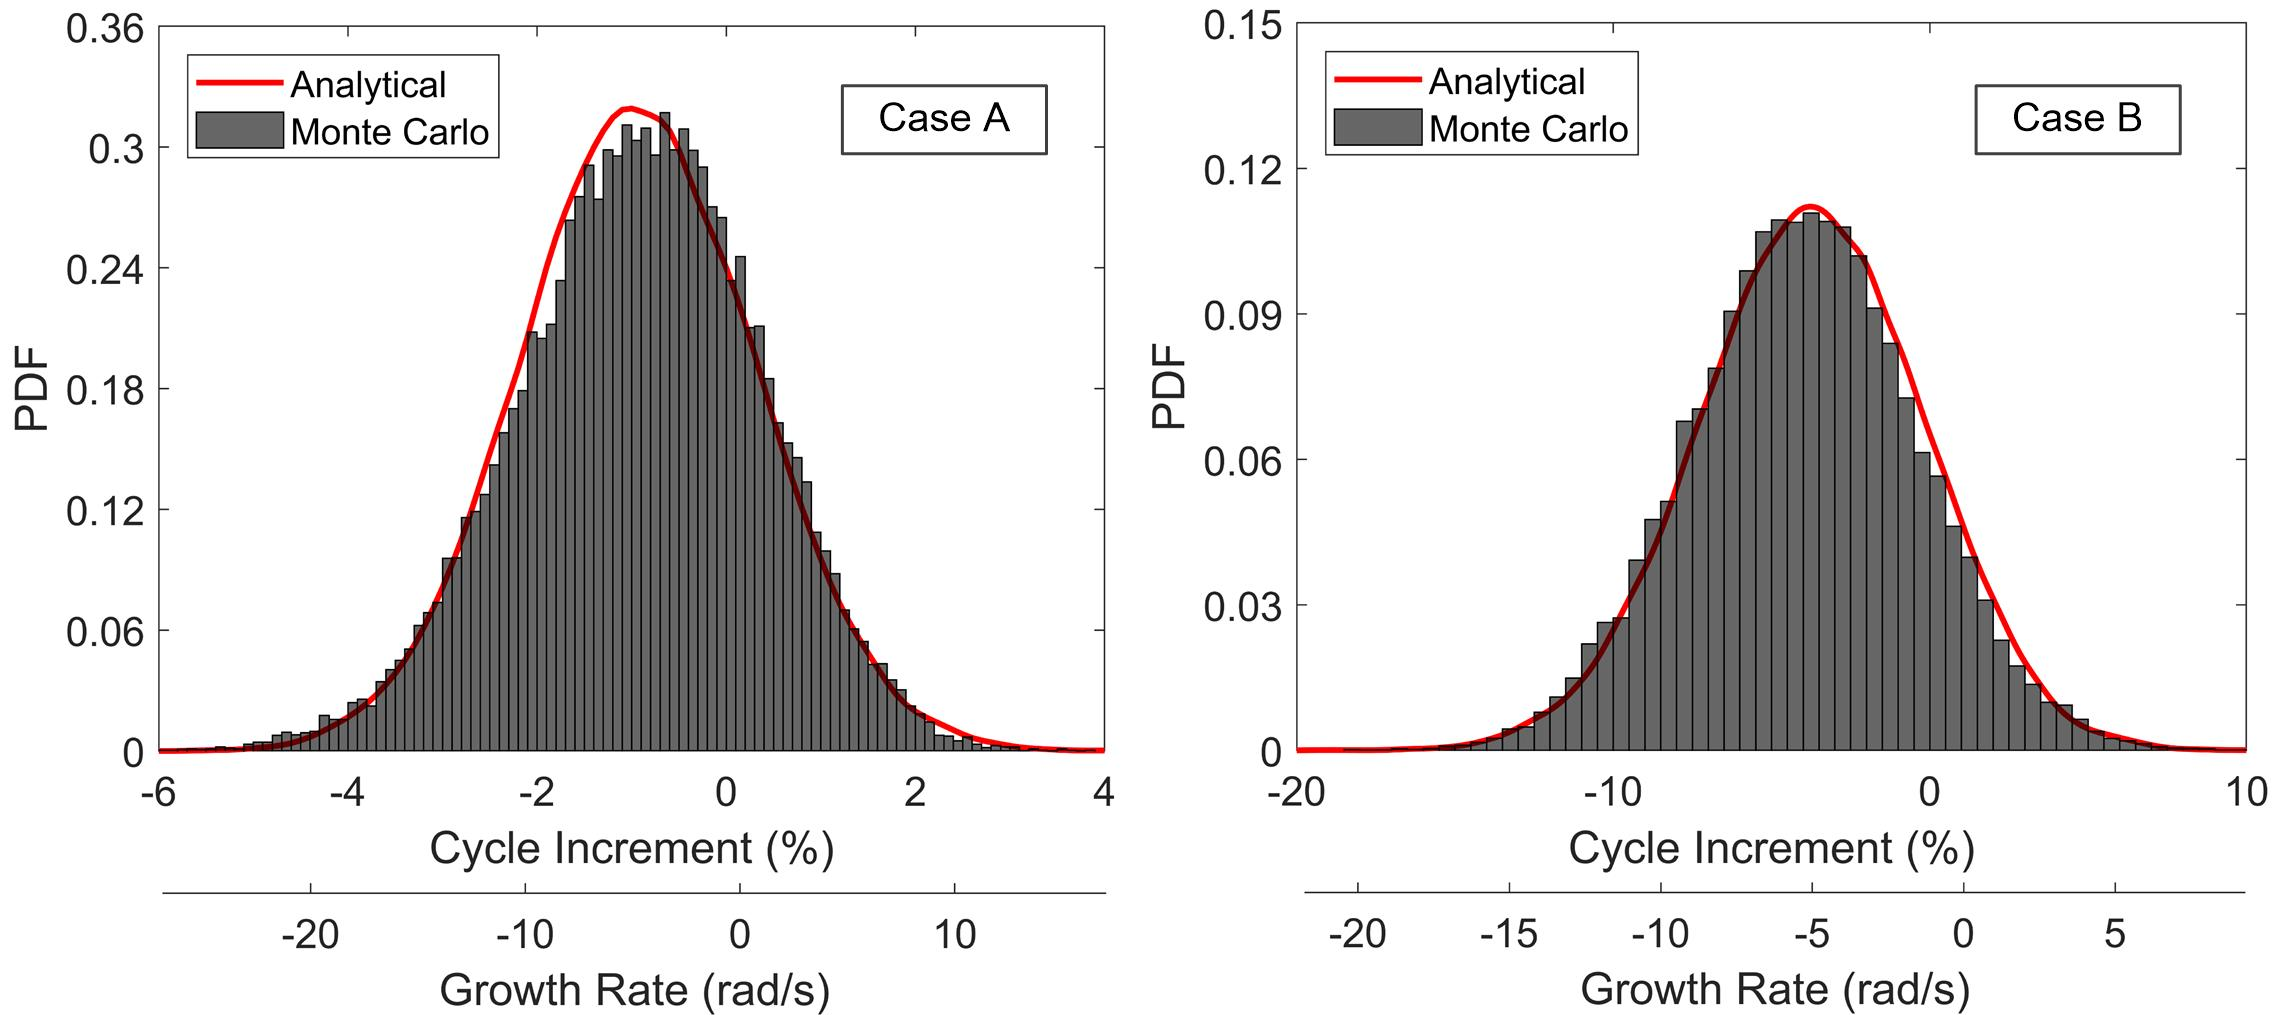 0.36
0.3
0.24
0.18
0.12
0.06
0
PDF
Analytical
Monte Carlo
Case A
-6 -4 -2 0 2 4
Cycle Increment (%)
-20 -10 0 10
Growth Rate (rad/s)
0.15
0.12
0.09
0.06
0.03
0
PDF
Analytical
Monte Carlo
Case B
-20 -10 0 10
Cycle Increment (%)
-20 -15 -10 -5 0 5
Growth Rate (rad/s)